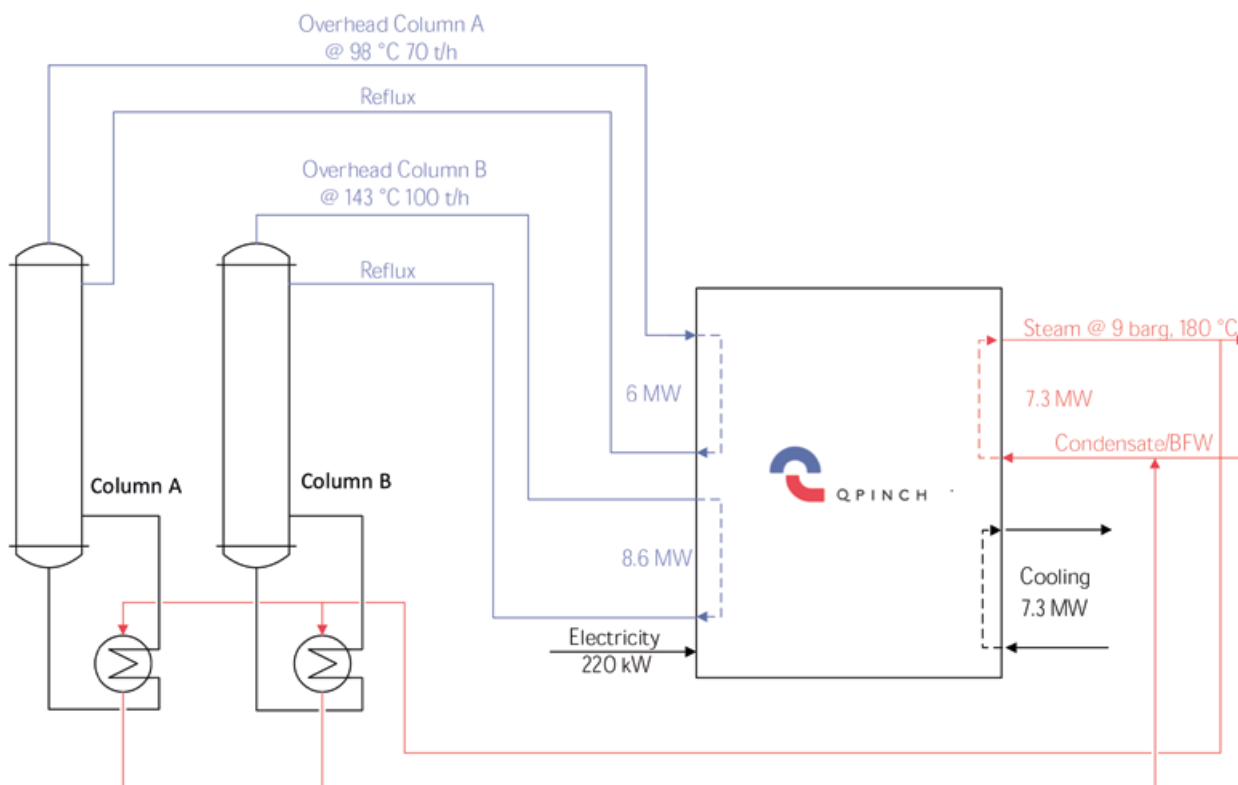 Overhead Column A
@ 98 °C 70 t/h
Reflux
Overhead Column B
@ 143 °C 100 t/h
Reflux
Steam @ 9 barg, 180 °C
6 MW
7.3 MW
Condensate/BFW
Column A
Column B
QPINCH
8.6 MW
Cooling
7.3 MW
Electricity
220 kW